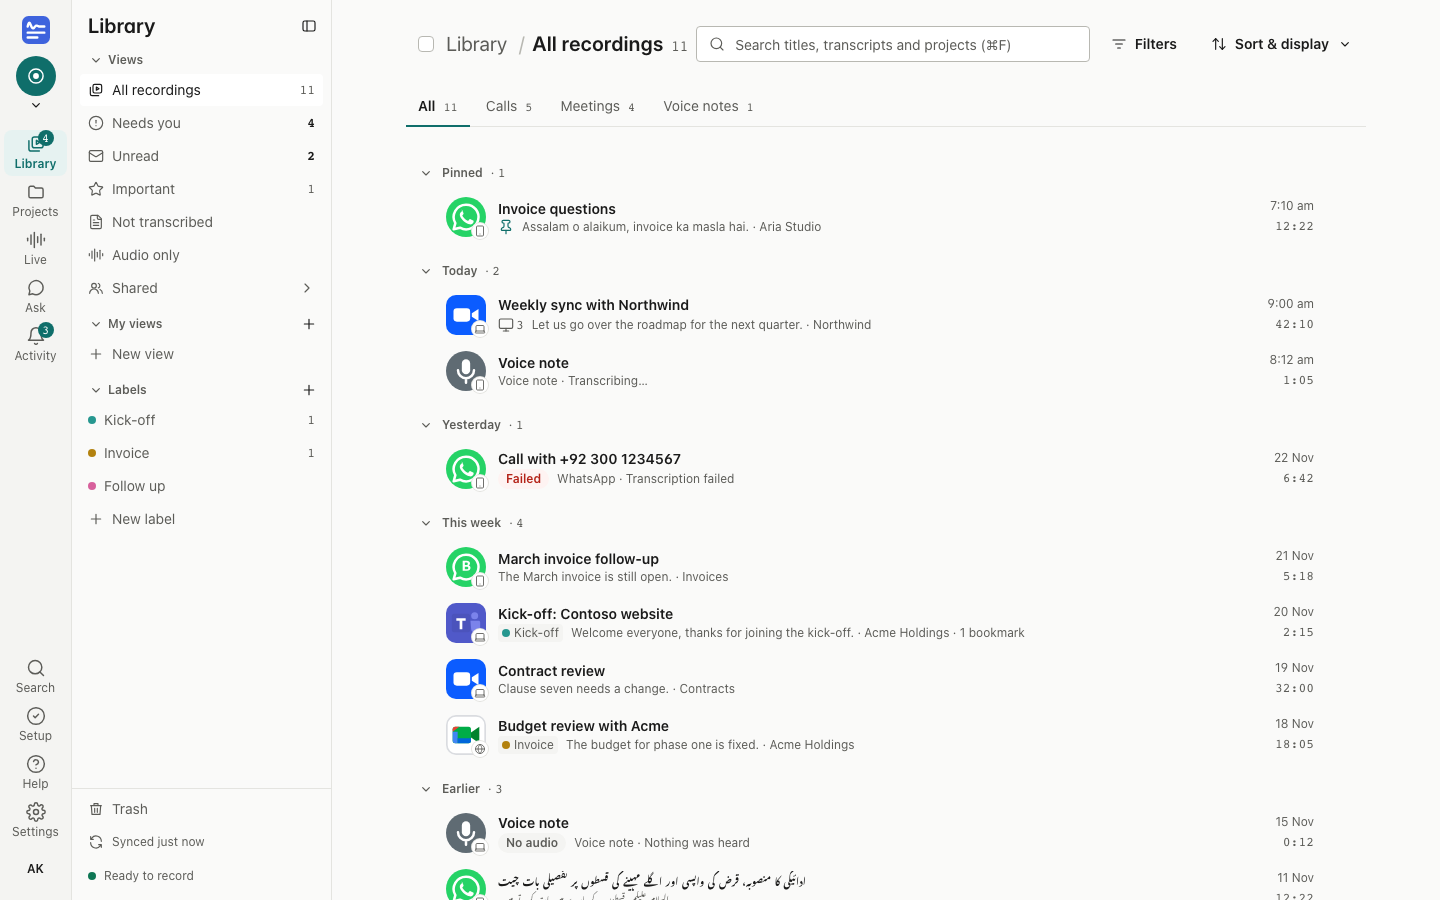 Library
Views
All recordings 11
Needs you 4
Unread 2
Important 1
Not transcribed
Audio only
Shared
My views
New view
Labels
Kick-off 1
Invoice 1
Follow up
New label
Trash
Synced just now
Ready to record
4
Library
Projects
Live
Ask
3
Activity
Search
Setup
Help
Settings
AK
Library / All recordings 11
Search titles, transcripts and projects (⌘F)
Filters
Sort & display
All 11 Calls 5 Meetings 4 Voice notes 1
Pinned · 1
Invoice questions 7:10 am
Assalam o alaikum, invoice ka masla hai. · Aria Studio 12:22
Today · 2
Weekly sync with Northwind 9:00 am
3 Let us go over the roadmap for the next quarter. · Northwind 42:10
Voice note 8:12 am
Voice note · Transcribing... 1:05
Yesterday · 1
Call with +92 300 1234567 22 Nov
Failed WhatsApp · Transcription failed 6:42
This week · 4
B
March invoice follow-up 21 Nov
The March invoice is still open. · Invoices 5:18
T
Kick-off: Contoso website 20 Nov
Kick-off Welcome everyone, thanks for joining the kick-off. · Acme Holdings · 1 bookmark 2:15
Contract review 19 Nov
Clause seven needs a change. · Contracts 32:00
Budget review with Acme 18 Nov
Invoice The budget for phase one is fixed. · Acme Holdings 18:05
Earlier · 3
Voice note 15 Nov
No audio Voice note · Nothing was heard 0:12
ادائیگی کا منصوبہ، قرض کی واپسی اور اگلے مہینے کی قسطوں پر تفصیلی بات چیت 11 Nov
12:22